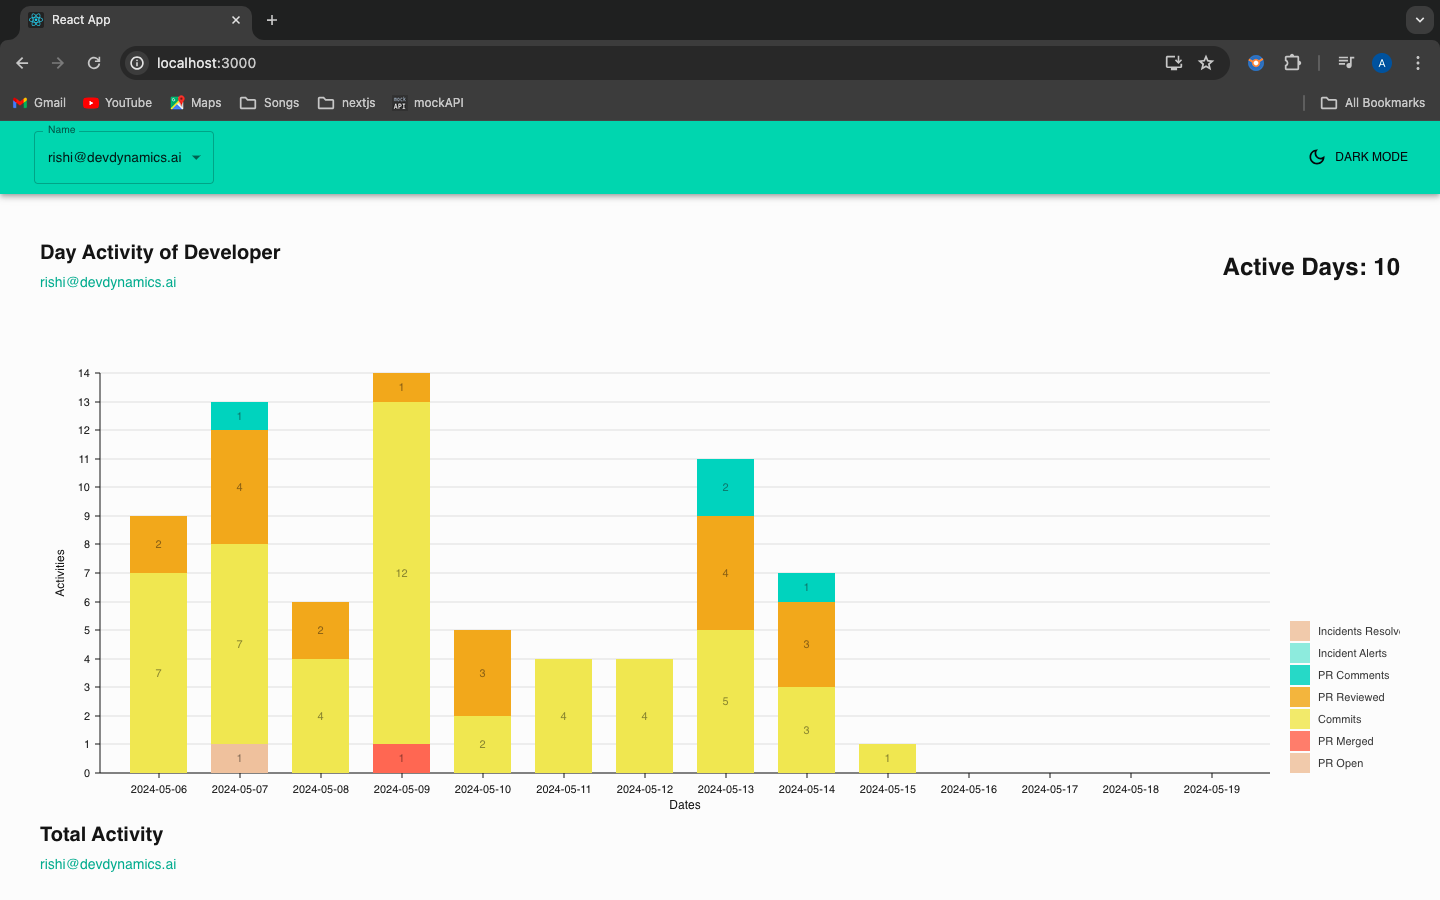 React App
localhost:3000
A
Gmail
YouTube
Maps
Songs
nextjs
mock API
mockAPI
All Bookmarks
Name
rishi@devdynamics.ai
DARK MODE
Day Activity of Developer
rishi@devdynamics.ai
Active Days: 10
14
13
12
11
10
9
8
7
6
5
4
3
2
1
0
Activities
2
7
1
4
7
1
2
4
1
12
1
3
2
4
4
2
4
5
1
3
3
1
2024-05-06
2024-05-07
2024-05-08
2024-05-09
2024-05-10
2024-05-11
2024-05-12
2024-05-13
2024-05-14
2024-05-15
2024-05-16
2024-05-17
2024-05-18
2024-05-19
Dates
Incidents Resolv
Incident Alerts
PR Comments
PR Reviewed
Commits
PR Merged
PR Open
Total Activity
rishi@devdynamics.ai